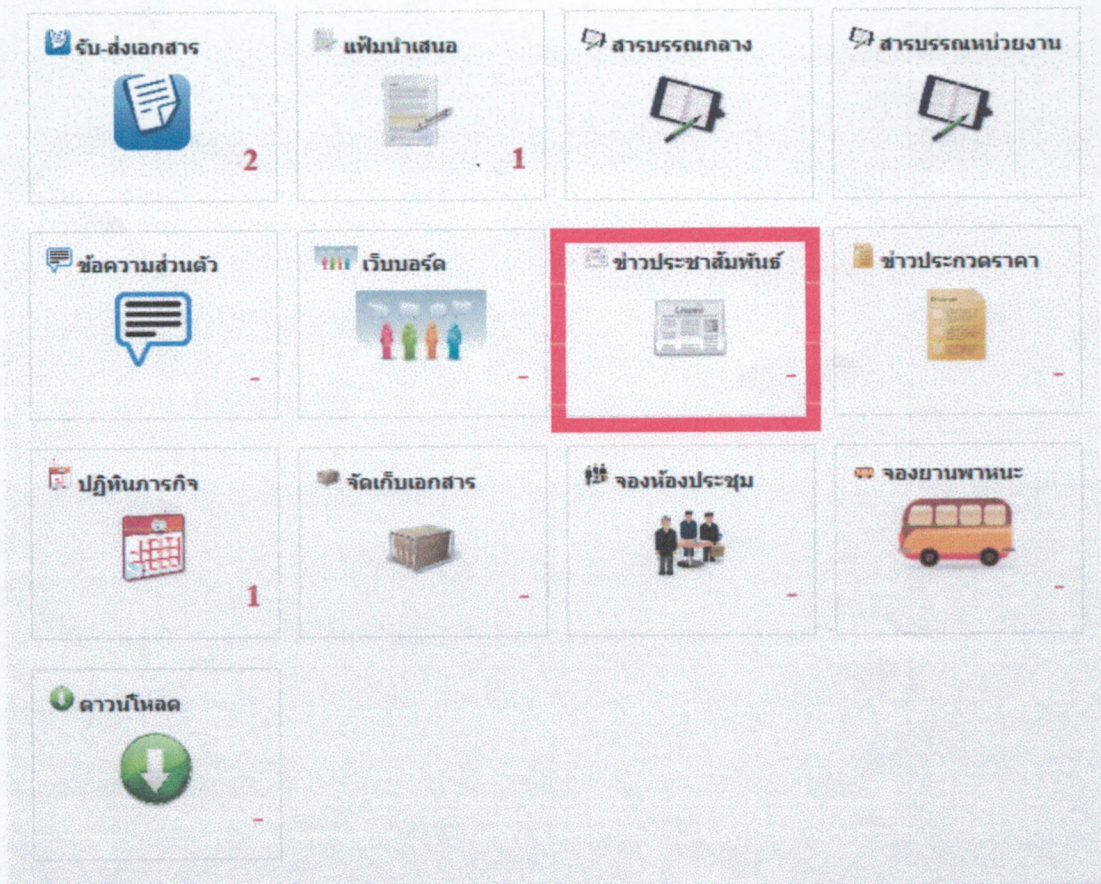 รับ-ส่งเอกสาร
2
แฟ้มนำเสนอ
1
สารบรรณกลาง
สารบรรณหน่วยงาน
ข้อความส่วนตัว
-
เว็บบอร์ด
-
ข่าวประชาสัมพันธ์
-
ข่าวประกวดราคา
-
ปฏิทินภารกิจ
1
จัดเก็บเอกสาร
-
จองห้องประชุม
-
จองยานพาหนะ
-
ดาวน์โหลด
-